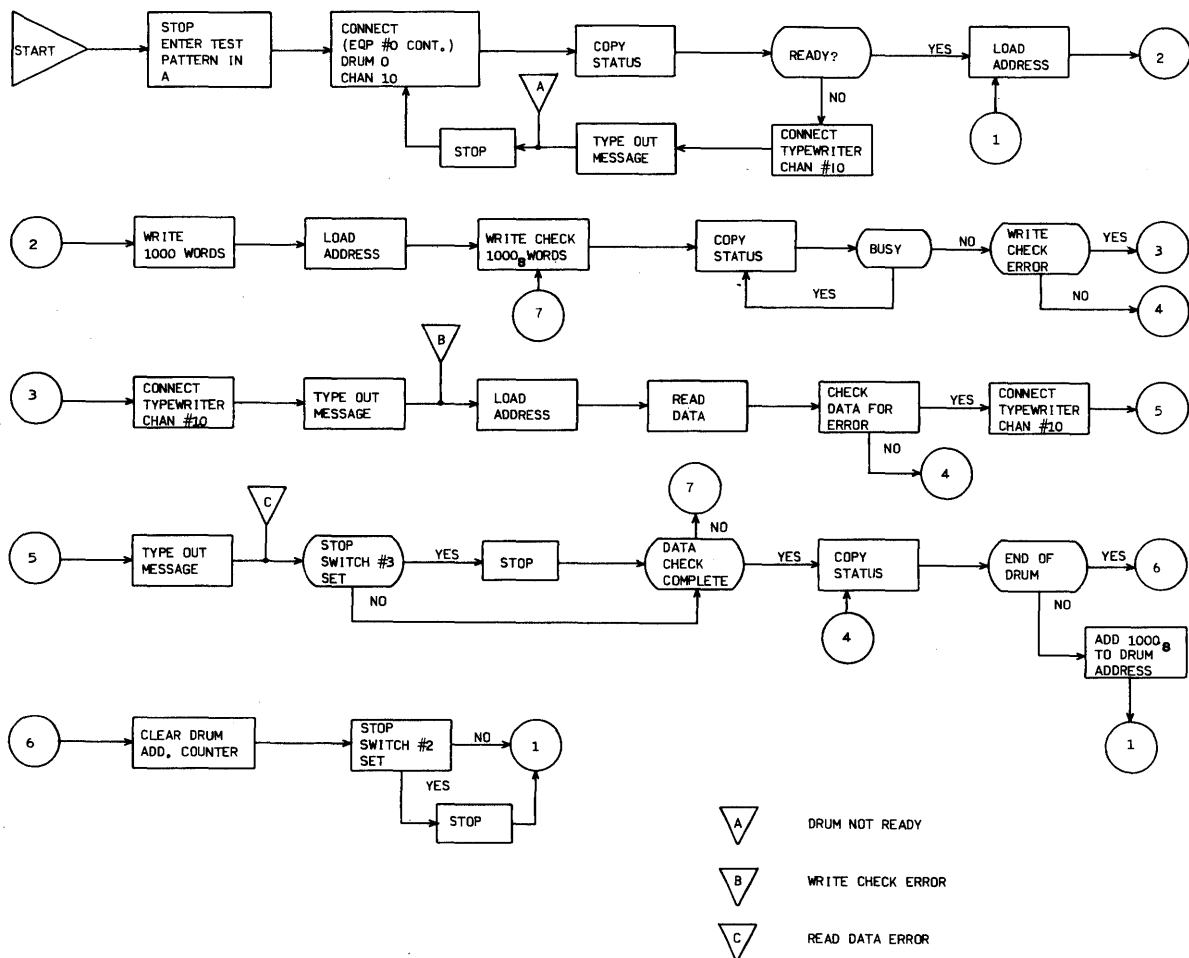 START
STOP
ENTER TEST
PATTERN IN
A
CONNECT
(EQP #0 CONT.)
DRUM 0
CHAN 10
COPY
STATUS
READY?
YES
LOAD
ADDRESS
2
NO
A
STOP
TYPE OUT
MESSAGE
CONNECT
TYPEWRITER
CHAN #10
1
2
WRITE
1000 WORDS
LOAD
ADDRESS
WRITE CHECK
1000₈ WORDS
7
COPY
STATUS
BUSY
YES
NO
WRITE
CHECK
ERROR
YES
3
NO
4
3
CONNECT
TYPEWRITER
CHAN #10
TYPE OUT
MESSAGE
B
LOAD
ADDRESS
READ
DATA
CHECK
DATA FOR
ERROR
YES
CONNECT
TYPEWRITER
CHAN #10
5
NO
4
5
TYPE OUT
MESSAGE
C
STOP
SWITCH #3
SET
YES
STOP
NO
7
NO
DATA
CHECK
COMPLETE
YES
COPY
STATUS
4
END OF
DRUM
YES
6
NO
ADD 1000₈
TO DRUM
ADDRESS
1
6
CLEAR DRUM
ADD. COUNTER
STOP
SWITCH #2
SET
NO
1
YES
STOP
A DRUM NOT READY
B WRITE CHECK ERROR
C READ DATA ERROR